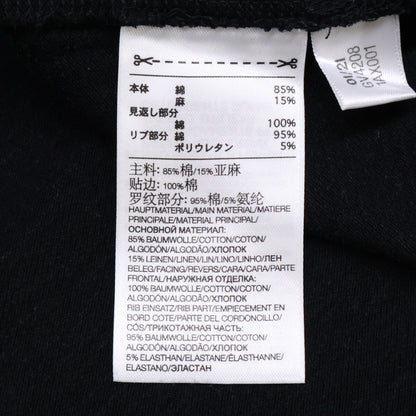 本体 綿 85%
麻 15%
見返し部分
綿 100%
リブ部分 綿 95%
ポリウレタン 5%
主料: 85%棉/15%亚麻
贴边: 100%棉
罗纹部分: 95%棉/5%氨纶
HAUPTMATERIAL/MAIN MATERIAL/MATIERE
PRINCIPALE/MATERIAL PRINCIPAL/
ОСНОВНОЙ МАТЕРИАЛ:
85% BAUMWOLLE/COTTON/COTON/
ALGODÓN/ALGODÃO/ХЛОПОК
15% LEINEN/LINEN/LIN/LINO/LINHO/ЛЕН
BELEG/FACING/REVERS/CARA/CARA/PARTE
FRONTAL/НАРУЖНАЯ ОТДЕЛКА:
100% BAUMWOLLE/COTTON/COTON/
ALGODÓN/ALGODÃO/ХЛОПОК
RIB EINSATZ/RIB PART/EMPIECEMENT EN
BORD COTE/PARTE DEL CORDONCILLO/
CÓS/ТРИКОТАЖНАЯ ЧАСТЬ:
95% BAUMWOLLE/COTTON/COTON/
ALGODÓN/ALGODÃO/ХЛОПОК
5% ELASTHAN/ELASTANE/ÉLASTHANNE/
ELASTANO/ЭЛАСТАН
01/21
GV4208
1AX001